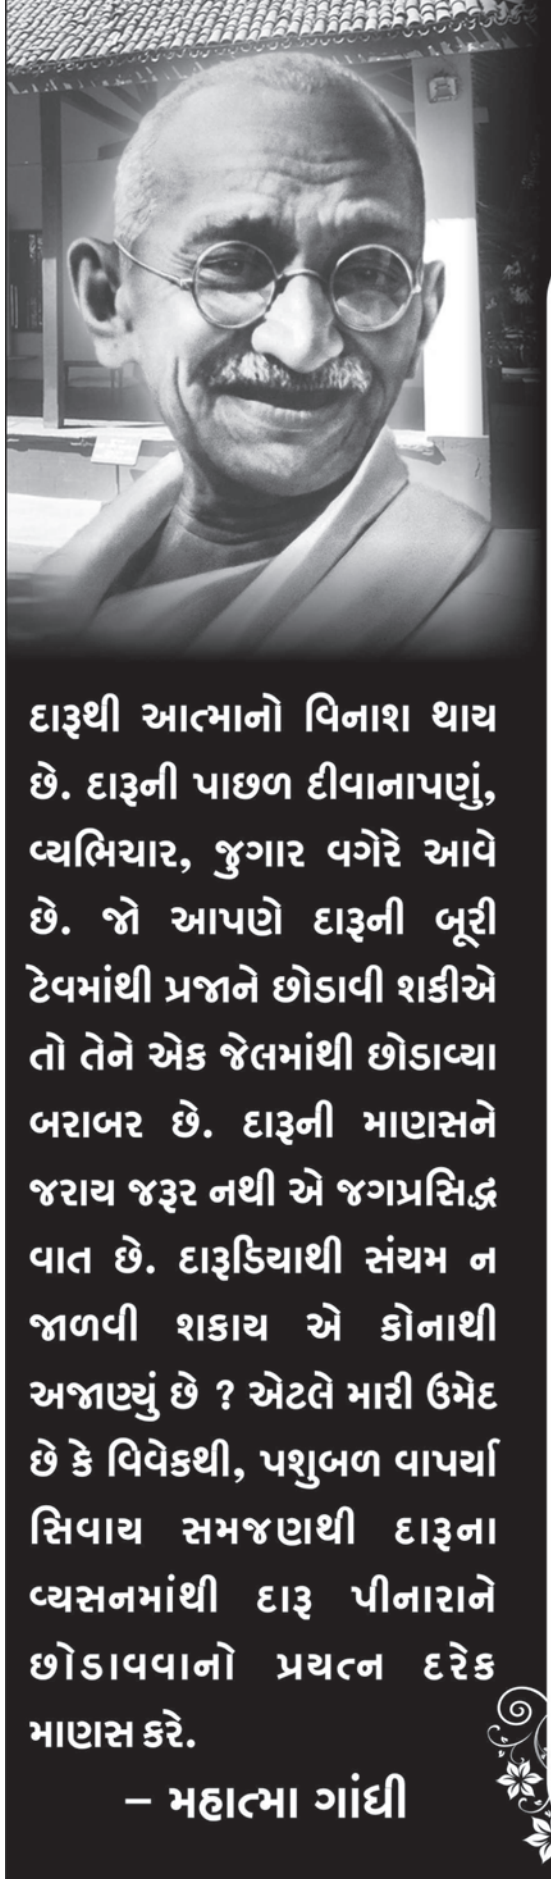 દારૂથી આત્માનો વિનાશ થાય
છે. દારૂની પાછળ દીવાનાપણું,
વ્યભિચાર, જુગાર વગેરે આવે
છે. જો આપણે દારૂની બૂરી
ટેવમાંથી પ્રજાને છોડાવી શકીએ
તો તેને એક જેલમાંથી છોડાવ્યા
બરાબર છે. દારૂની માણસને
જરાય જરૂર નથી એ જગપ્રસિદ્ધ
વાત છે. દારૂડિયાથી સંયમ ન
જાળવી શકાય એ કોનાથી
અજાણ્યું છે ? એટલે મારી ઉમેદ
છે કે વિવેકથી, પશુબળ વાપર્યા
સિવાય સમજણથી દારૂના
વ્યસનમાંથી દારૂ પીનારાને
છોડાવવાનો પ્રયત્ન દરેક
માણસ કરે.
– મહાત્મા ગાંધી